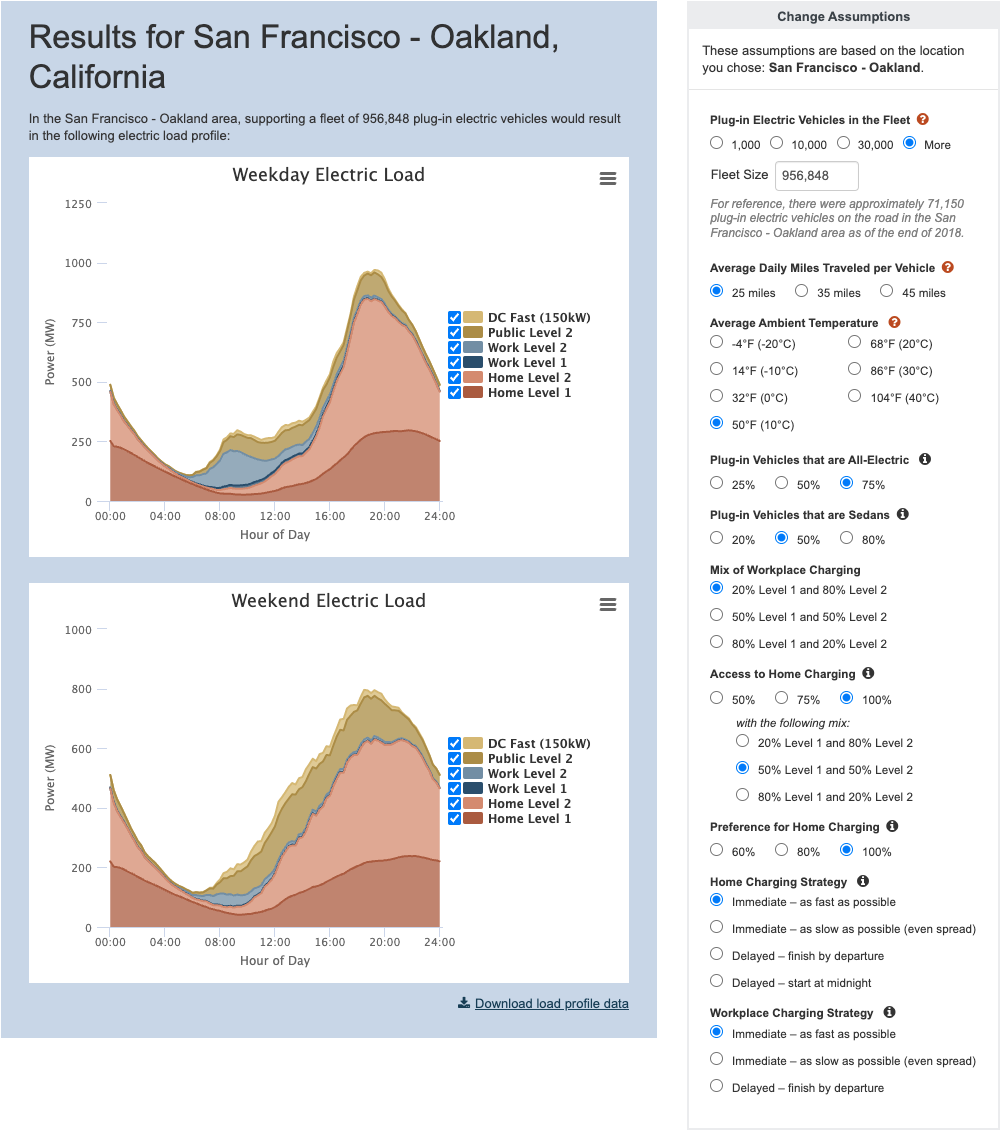 Results for San Francisco - Oakland,
California
In the San Francisco - Oakland area, supporting a fleet of 956,848 plug-in electric vehicles would result
in the following electric load profile:
Weekday Electric Load
1250
1000
750
500
250
0
Power (MW)
00:00 04:00 08:00 12:00 16:00 20:00 24:00
Hour of Day
DC Fast (150kW)
Public Level 2
Work Level 2
Work Level 1
Home Level 2
Home Level 1
Weekend Electric Load
1000
800
600
400
200
0
Power (MW)
00:00 04:00 08:00 12:00 16:00 20:00 24:00
Hour of Day
DC Fast (150kW)
Public Level 2
Work Level 2
Work Level 1
Home Level 2
Home Level 1
Download load profile data
Change Assumptions
These assumptions are based on the location
you chose: San Francisco - Oakland.
Plug-in Electric Vehicles in the Fleet ?
1,000 10,000 30,000 More
Fleet Size 956,848
For reference, there were approximately 71,150
plug-in electric vehicles on the road in the San
Francisco - Oakland area as of the end of 2018.
Average Daily Miles Traveled per Vehicle ?
25 miles 35 miles 45 miles
Average Ambient Temperature ?
-4°F (-20°C) 68°F (20°C)
14°F (-10°C) 86°F (30°C)
32°F (0°C) 104°F (40°C)
50°F (10°C)
Plug-in Vehicles that are All-Electric i
25% 50% 75%
Plug-in Vehicles that are Sedans i
20% 50% 80%
Mix of Workplace Charging
20% Level 1 and 80% Level 2
50% Level 1 and 50% Level 2
80% Level 1 and 20% Level 2
Access to Home Charging i
50% 75% 100%
with the following mix:
20% Level 1 and 80% Level 2
50% Level 1 and 50% Level 2
80% Level 1 and 20% Level 2
Preference for Home Charging i
60% 80% 100%
Home Charging Strategy i
Immediate – as fast as possible
Immediate – as slow as possible (even spread)
Delayed – finish by departure
Delayed – start at midnight
Workplace Charging Strategy i
Immediate – as fast as possible
Immediate – as slow as possible (even spread)
Delayed – finish by departure